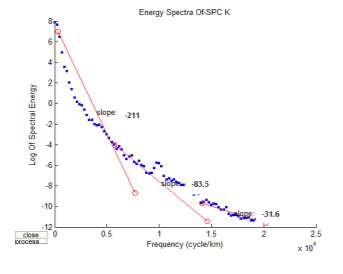 Energy Spectra Of-SPC K
Log Of Spectral Energy
8
6
4
2
0
-2
-4
-6
-8
-10
-12
slope: -211
slope: -83.5
slope: -31.6
0
0.5
1
1.5
2
2.5
x 10^4
Frequency (cycle/km)
close
process...